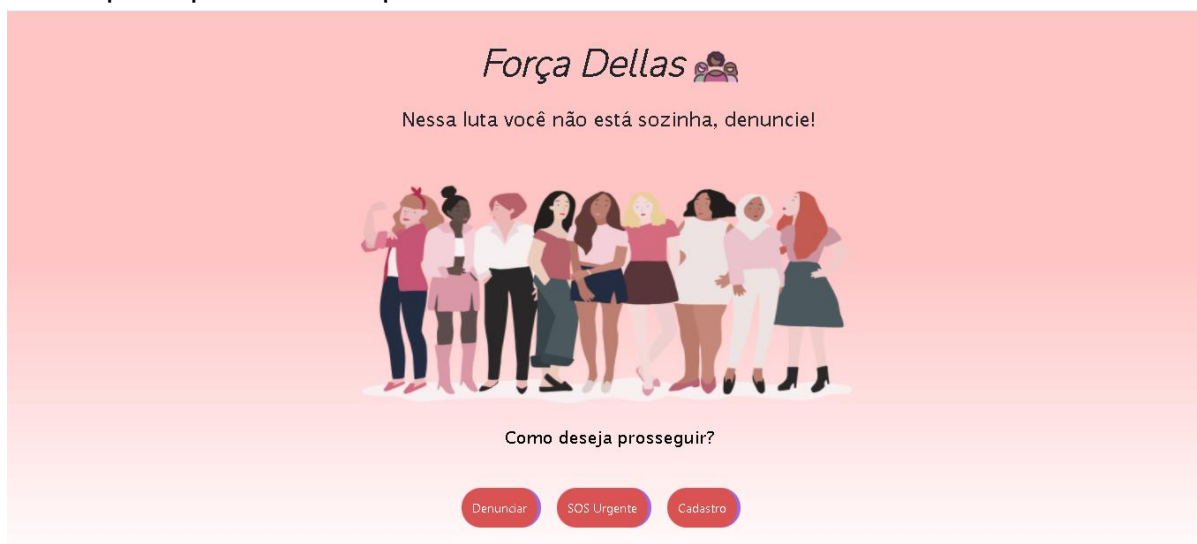 Força Dellas
Nessa luta você não está sozinha, denuncie!
Como deseja prosseguir?
Denunciar
SOS Urgente
Cadastro